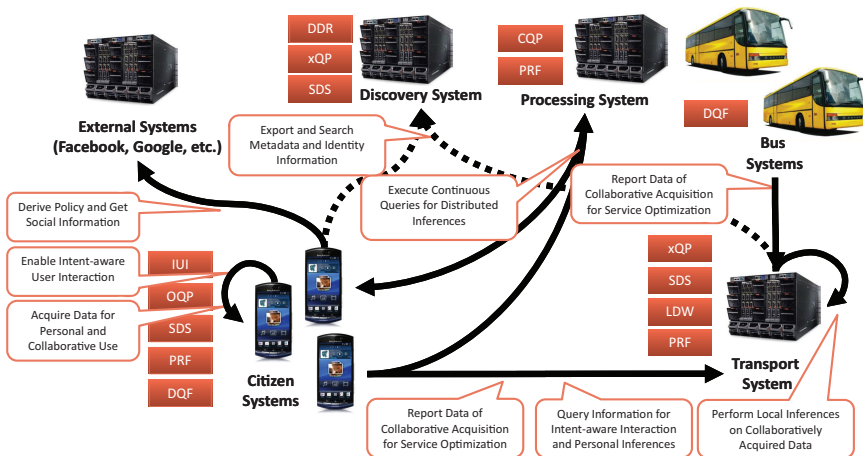 DDR
xQP
SDS
Discovery System
CQP
PRF
Processing System
DQF
Bus
Systems
External Systems
(Facebook, Google, etc.)
Export and Search
Metadata and Identity
Information
Execute Continuous
Queries for Distributed
Inferences
Report Data of
Collaborative Acquisition
for Service Optimization
Derive Policy and Get
Social Information
Enable Intent-aware
User Interaction
Acquire Data for
Personal and
Collaborative Use
IUI
OQP
SDS
PRF
DQF
Citizen
Systems
xQP
SDS
LDW
PRF
Transport
System
Report Data of
Collaborative Acquisition
for Service Optimization
Query Information for
Intent-aware Interaction
and Personal Inferences
Perform Local Inferences
on Collaboratively
Acquired Data